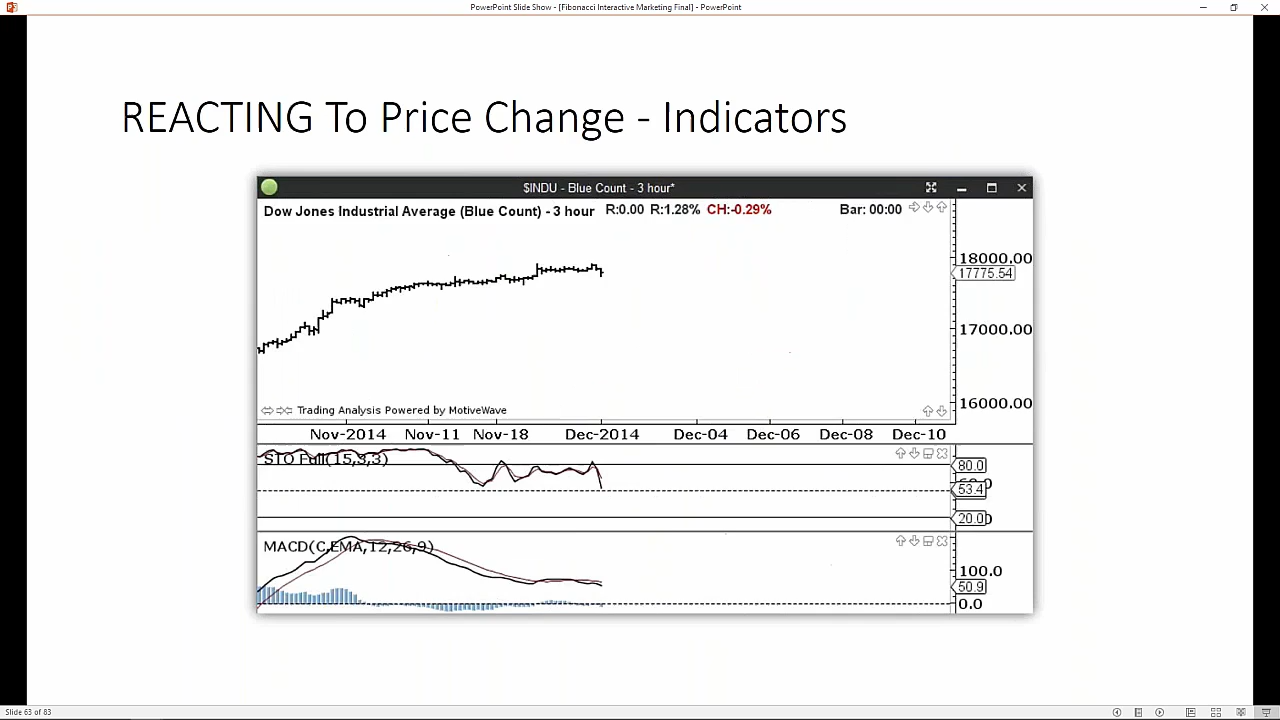 PowerPoint Slide Show - [Fibonacci Interactive Marketing Final] - PowerPoint
REACTING To Price Change - Indicators
$INDU - Blue Count - 3 hour*
Dow Jones Industrial Average (Blue Count) - 3 hour R:0.00 R:1.28% CH:-0.29% Bar: 00:00
18000.00
17775.54
17000.00
16000.00
Trading Analysis Powered by MotiveWave
Nov-2014 Nov-11 Nov-18 Dec-2014 Dec-04 Dec-06 Dec-08 Dec-10
STO Full(15,3,3)
80.0
53.4
20.0
MACD(C,EMA,12,26,9)
100.0
50.9
0.0
Slide 63 of 83